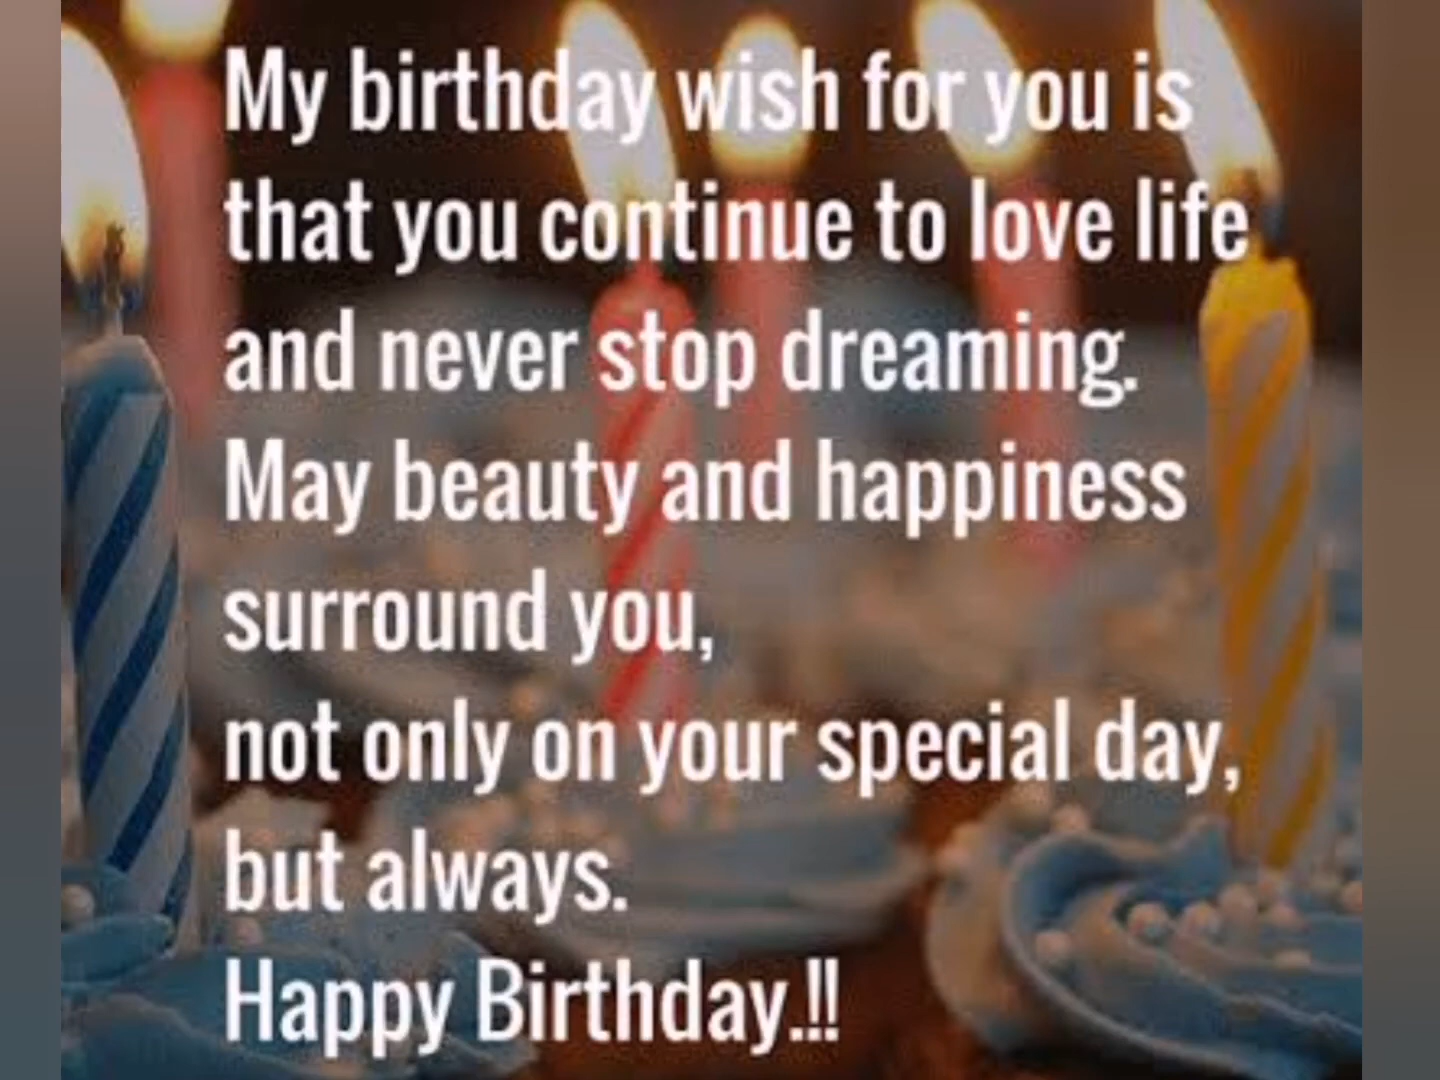 My birthday wish for you is
that you continue to love life
and never stop dreaming.
May beauty and happiness
surround you,
not only on your special day,
but always.
Happy Birthday.!!